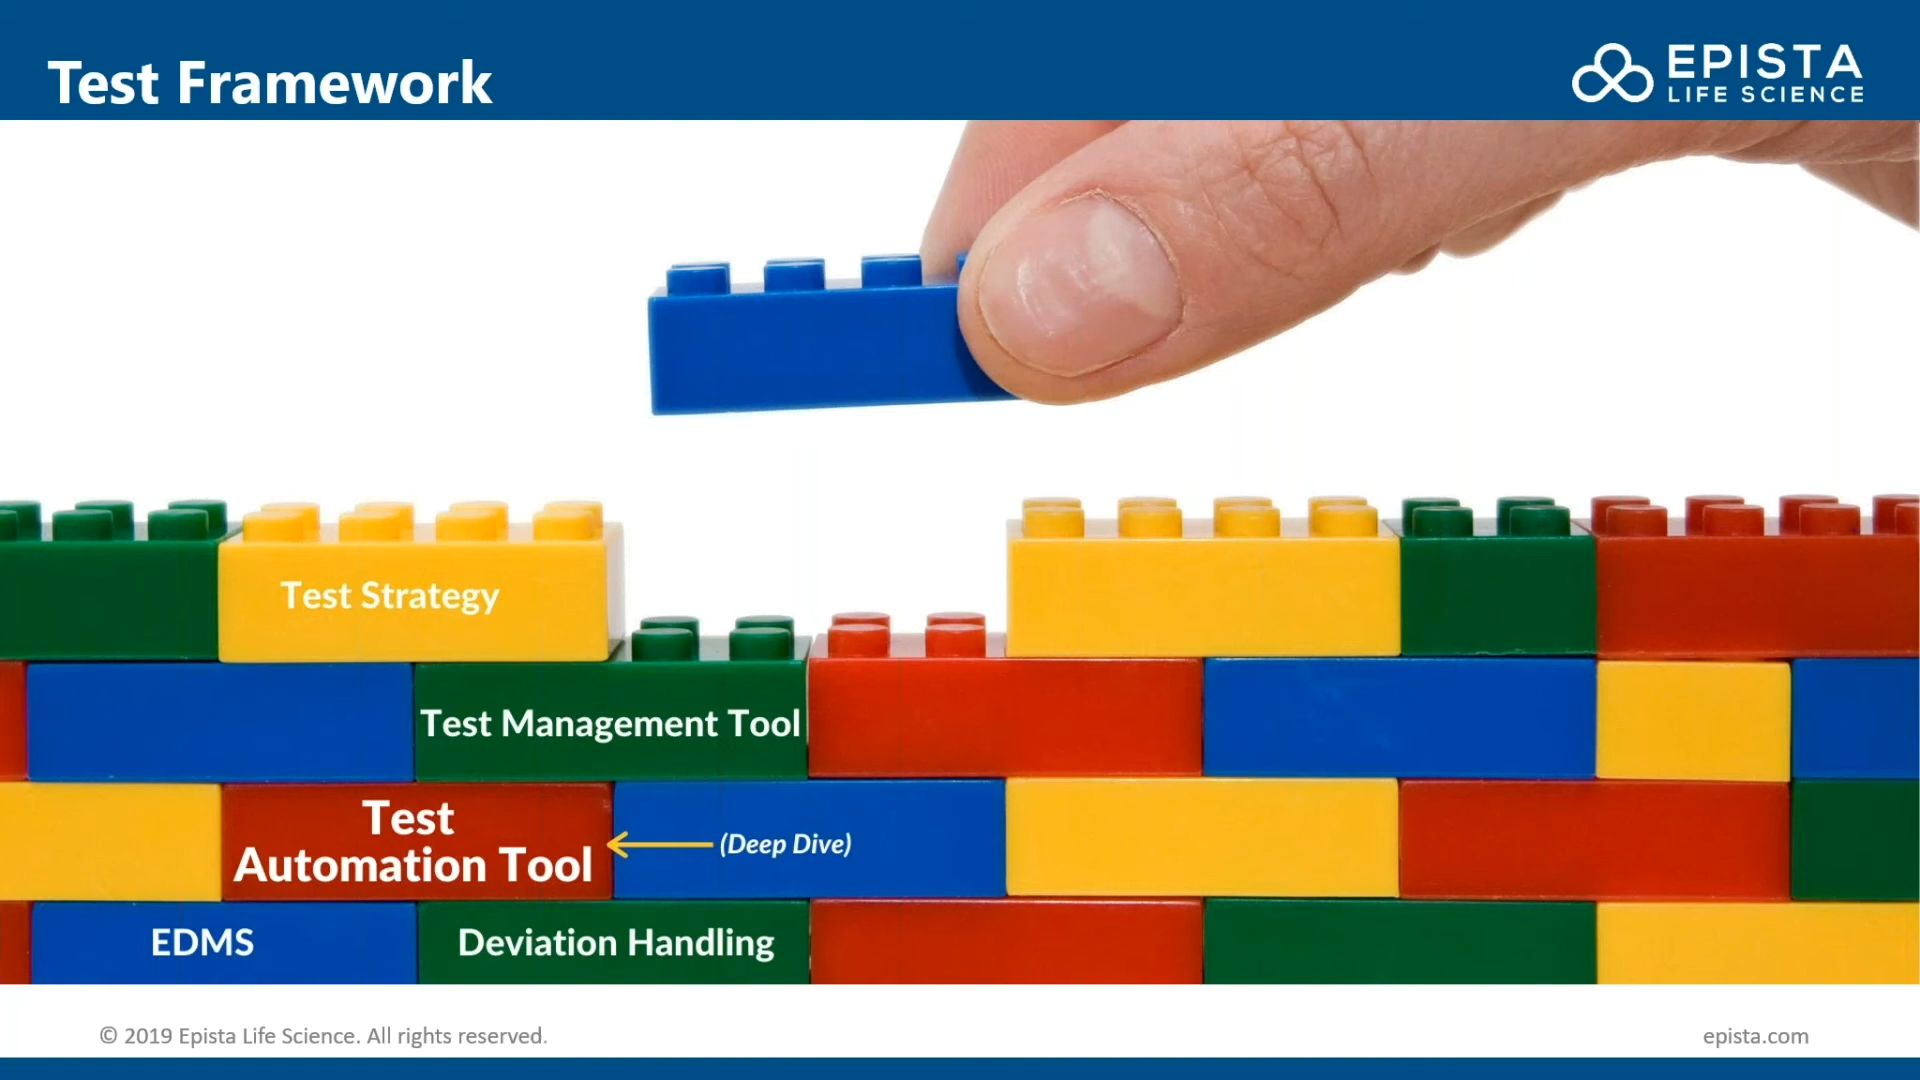 Test Framework
EPISTA
LIFE SCIENCE
Test Strategy
Test Management Tool
Test
Automation Tool
(Deep Dive)
EDMS
Deviation Handling
© 2019 Epista Life Science. All rights reserved.
epista.com